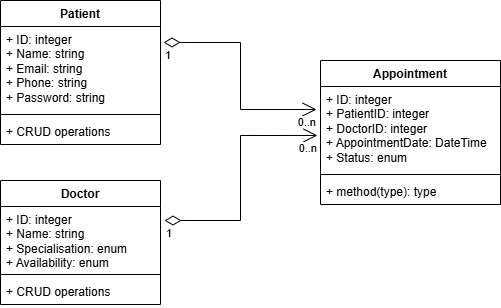 Patient
+ ID: integer
+ Name: string
+ Email: string
+ Phone: string
+ Password: string
+ CRUD operations
1
0..n
Appointment
+ ID: integer
+ PatientID: integer
+ DoctorID: integer
+ AppointmentDate: DateTime
+ Status: enum
+ method(type): type
0..n
Doctor
+ ID: integer
+ Name: string
+ Specialisation: enum
+ Availability: enum
+ CRUD operations
1